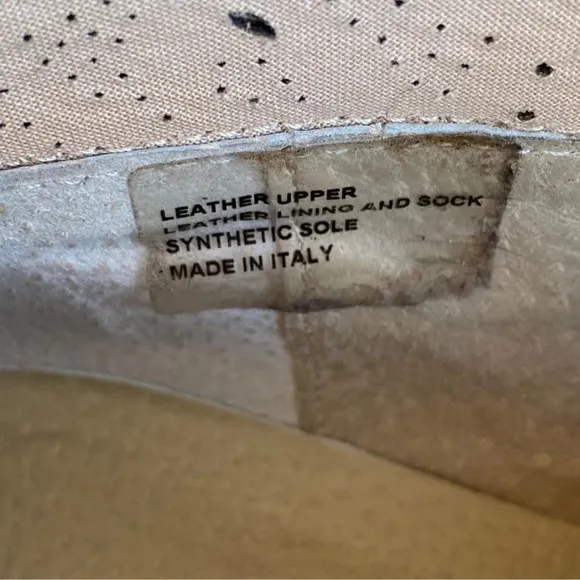 LEATHER UPPER
LEATHER LINING AND SOCK
SYNTHETIC SOLE
MADE IN ITALY